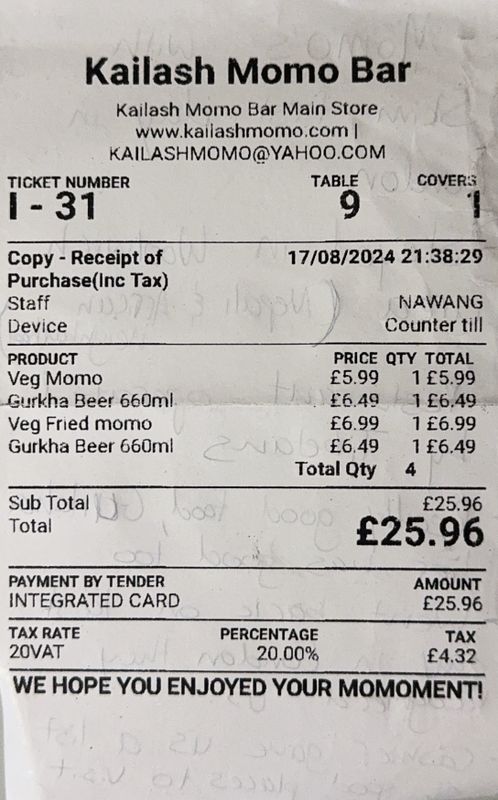 Kailash Momo Bar
Kailash Momo Bar Main Store
www.kailashmomo.com |
KAILASHMOMO@YAHOO.COM
TICKET NUMBER TABLE COVERS
I - 31 9 1
Copy - Receipt of 17/08/2024 21:38:29
Purchase(Inc Tax)
Staff NAWANG
Device Counter till
PRODUCT PRICE QTY TOTAL
Veg Momo £5.99 1 £5.99
Gurkha Beer 660ml £6.49 1 £6.49
Veg Fried momo £6.99 1 £6.99
Gurkha Beer 660ml £6.49 1 £6.49
Total Qty 4
Sub Total £25.96
Total £25.96
PAYMENT BY TENDER AMOUNT
INTEGRATED CARD £25.96
TAX RATE PERCENTAGE TAX
20VAT 20.00% £4.32
WE HOPE YOU ENJOYED YOUR MOMOMENT!